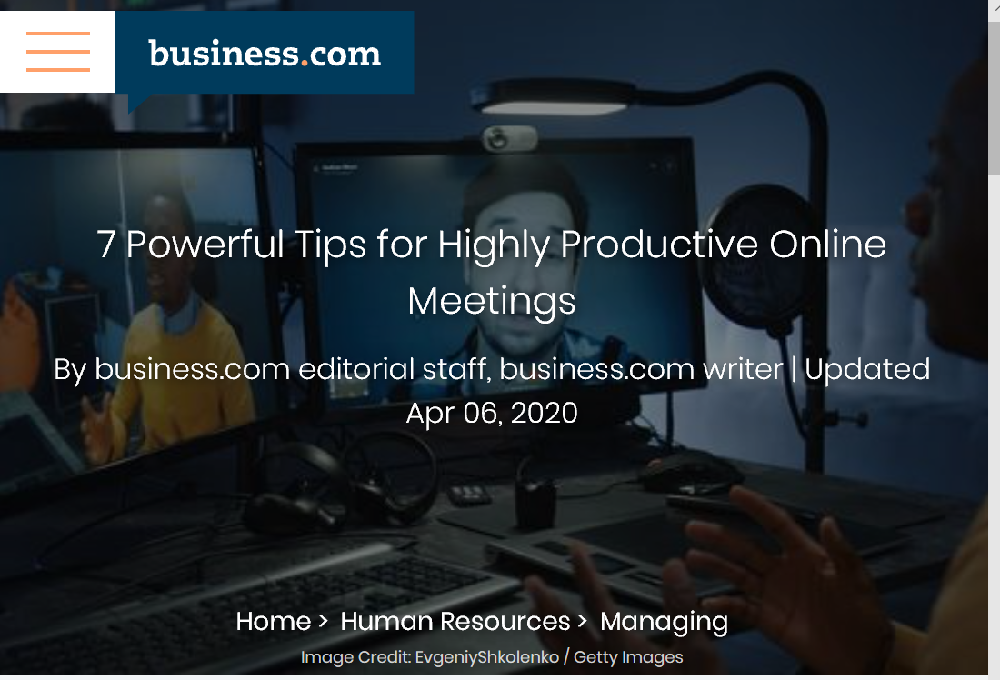 business.com
7 Powerful Tips for Highly Productive Online
Meetings
By business.com editorial staff, business.com writer | Updated
Apr 06, 2020
Home > Human Resources > Managing
Image Credit: EvgeniyShkolenko / Getty Images